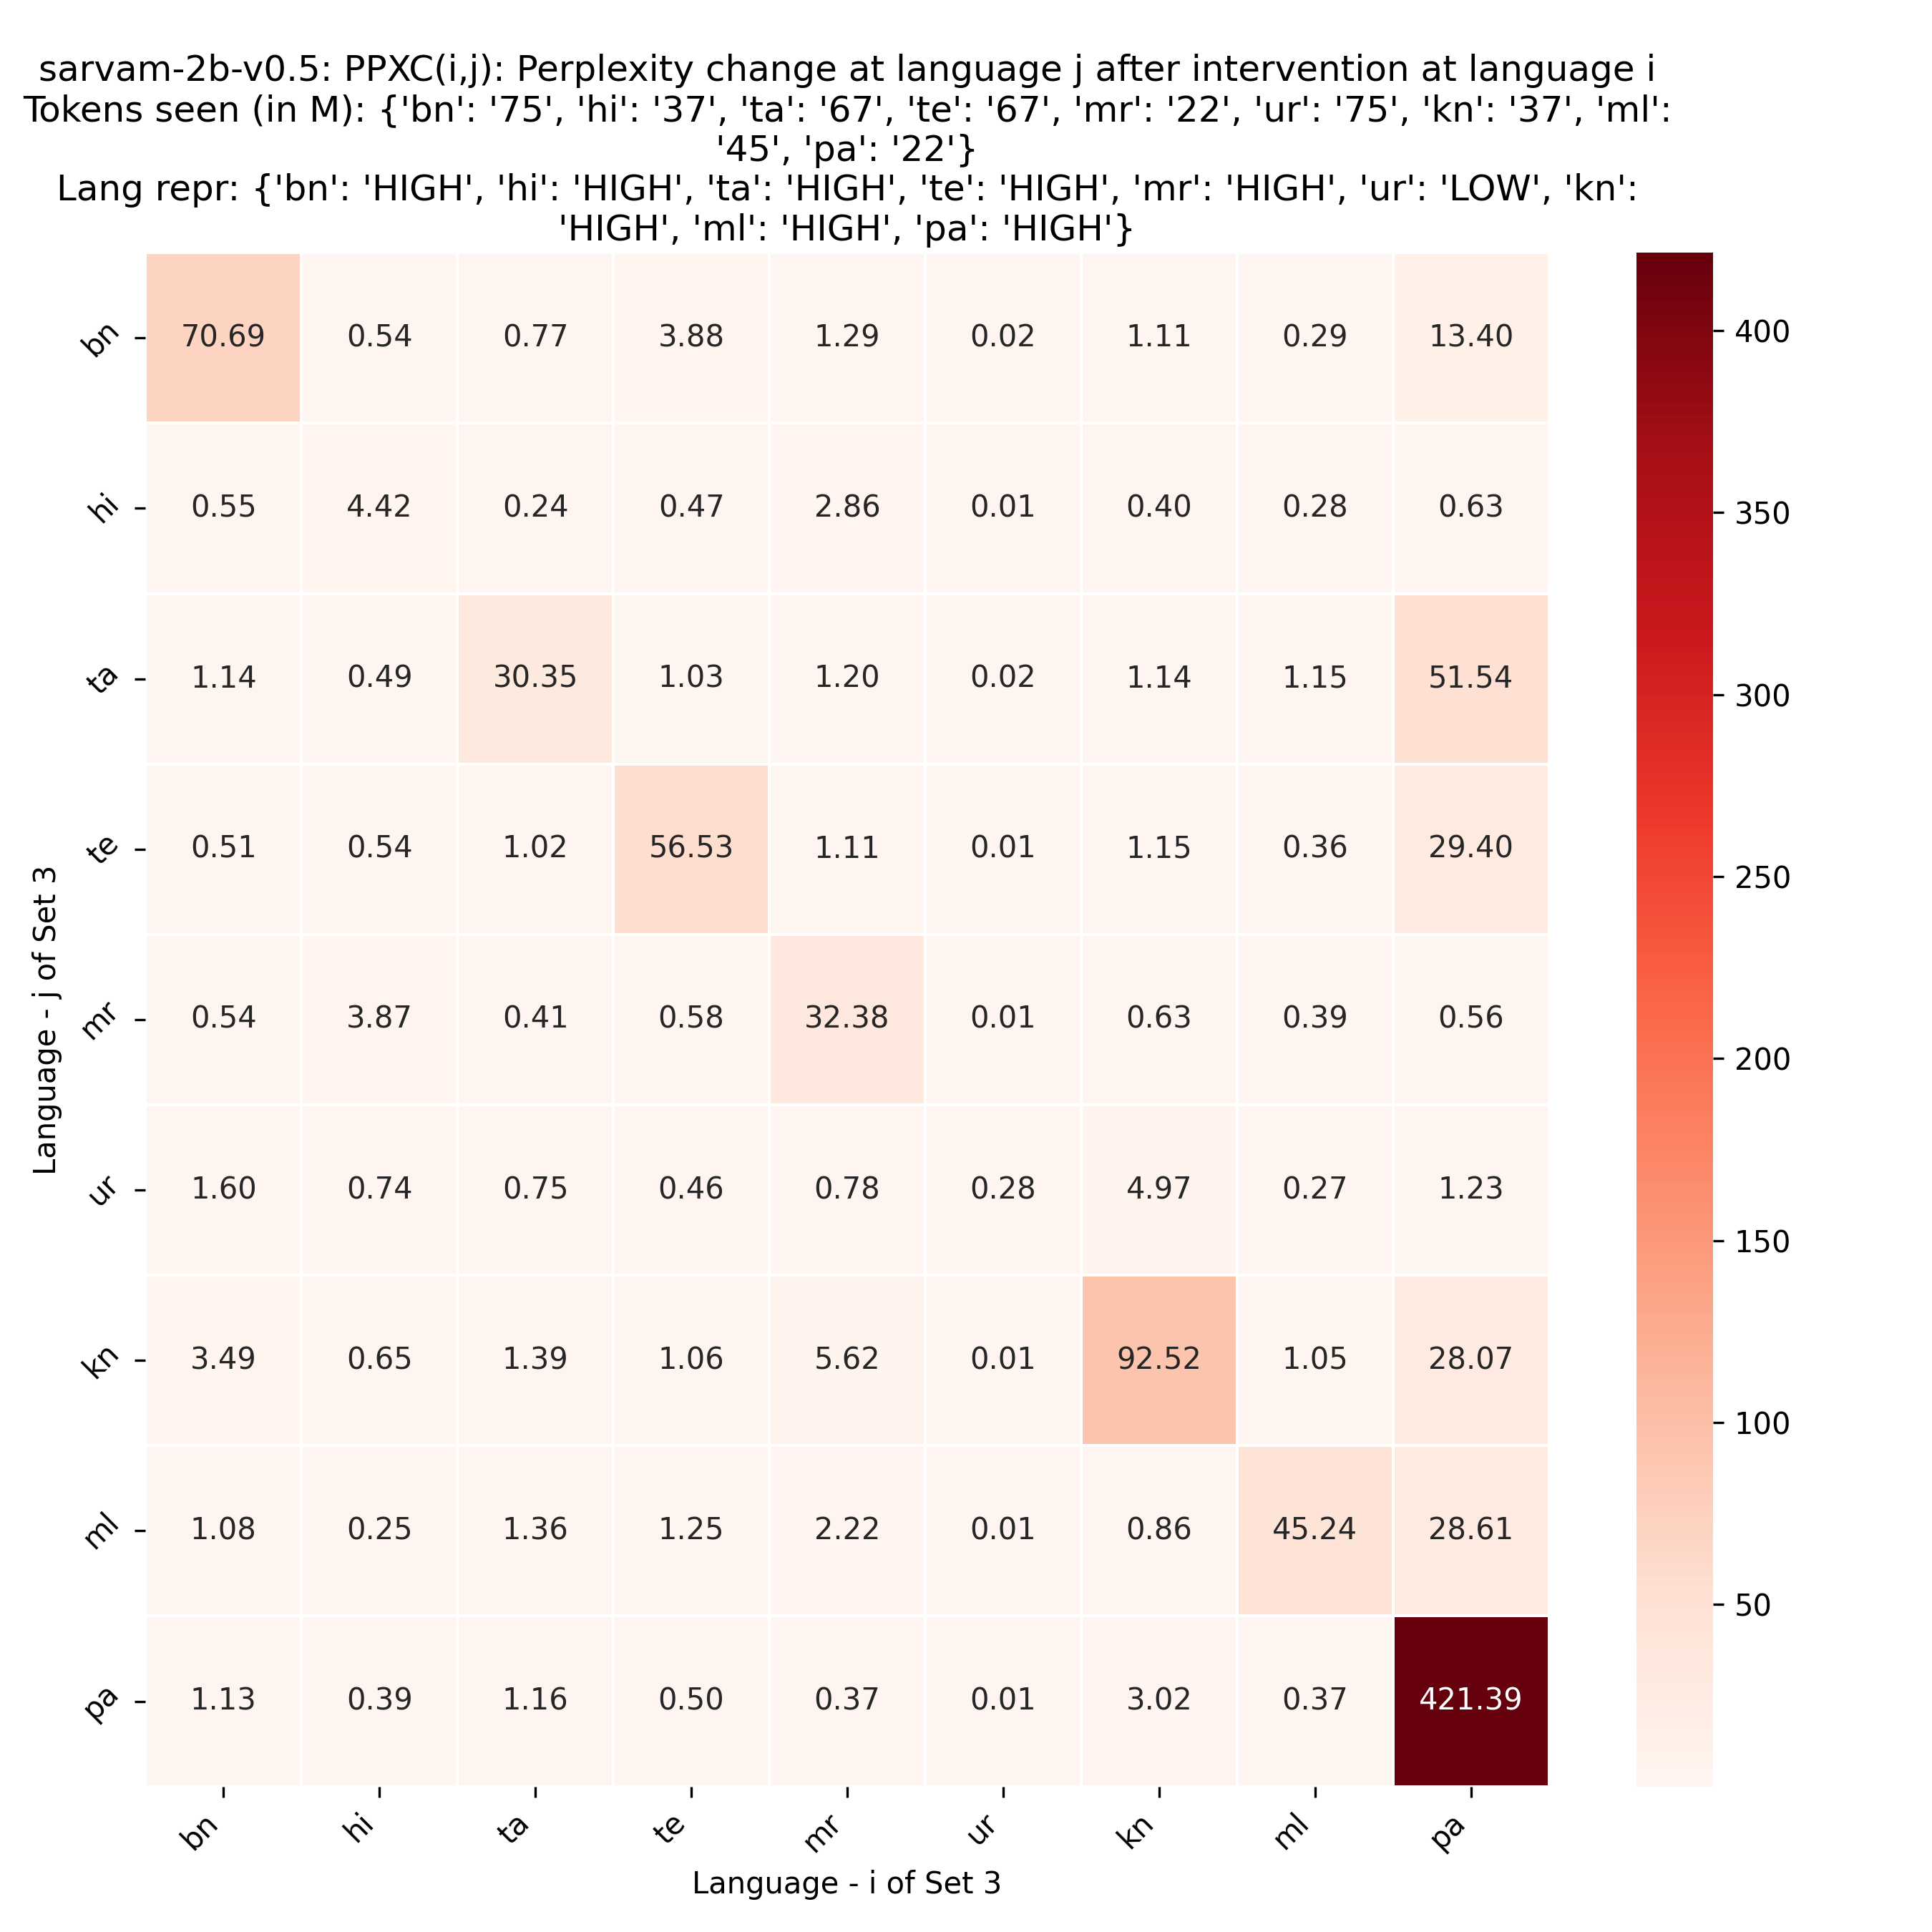 sarvam-2b-v0.5: PPXC(i,j): Perplexity change at language j after intervention at language i
Tokens seen (in M): {'bn': '75', 'hi': '37', 'ta': '67', 'te': '67', 'mr': '22', 'ur': '75', 'kn': '37', 'ml':
'45', 'pa': '22'}
Lang repr: {'bn': 'HIGH', 'hi': 'HIGH', 'ta': 'HIGH', 'te': 'HIGH', 'mr': 'HIGH', 'ur': 'LOW', 'kn':
'HIGH', 'ml': 'HIGH', 'pa': 'HIGH'}
Language - j of Set 3
bn 70.69 0.54 0.77 3.88 1.29 0.02 1.11 0.29 13.40
hi 0.55 4.42 0.24 0.47 2.86 0.01 0.40 0.28 0.63
ta 1.14 0.49 30.35 1.03 1.20 0.02 1.14 1.15 51.54
te 0.51 0.54 1.02 56.53 1.11 0.01 1.15 0.36 29.40
mr 0.54 3.87 0.41 0.58 32.38 0.01 0.63 0.39 0.56
ur 1.60 0.74 0.75 0.46 0.78 0.28 4.97 0.27 1.23
kn 3.49 0.65 1.39 1.06 5.62 0.01 92.52 1.05 28.07
ml 1.08 0.25 1.36 1.25 2.22 0.01 0.86 45.24 28.61
pa 1.13 0.39 1.16 0.50 0.37 0.01 3.02 0.37 421.39
bn hi ta te mr ur kn ml pa
Language - i of Set 3
400
350
300
250
200
150
100
50